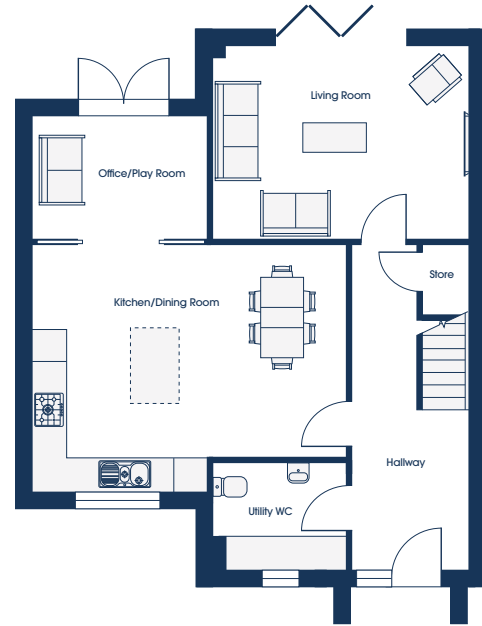 Living Room
Office/Play Room
Store
Kitchen/Dining Room
Hallway
Utility WC